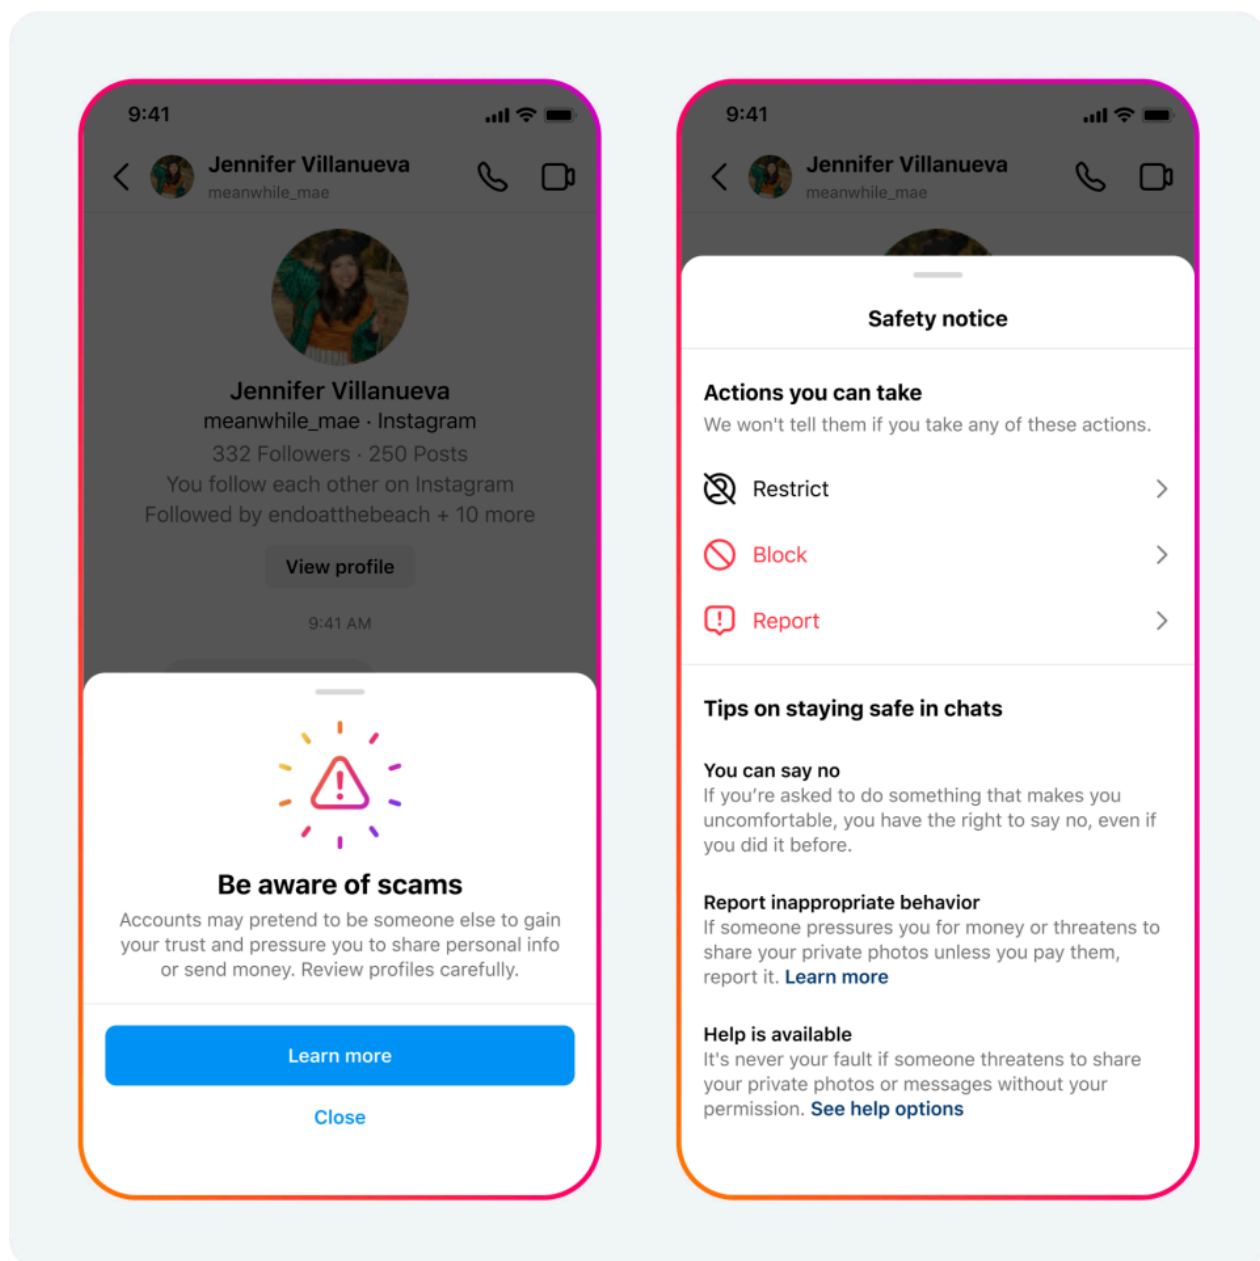 9:41
Jennifer Villanueva
meanwhile_mae
Jennifer Villanueva
meanwhile_mae · Instagram
332 Followers · 250 Posts
You follow each other on Instagram
Followed by endoatthebeach + 10 more
View profile
9:41 AM
Be aware of scams
Accounts may pretend to be someone else to gain
your trust and pressure you to share personal info
or send money. Review profiles carefully.
Learn more
Close
9:41
Jennifer Villanueva
meanwhile_mae
Safety notice
Actions you can take
We won't tell them if you take any of these actions.
Restrict
Block
Report
Tips on staying safe in chats
You can say no
If you’re asked to do something that makes you
uncomfortable, you have the right to say no, even if
you did it before.
Report inappropriate behavior
If someone pressures you for money or threatens to
share your private photos unless you pay them,
report it. Learn more
Help is available
It's never your fault if someone threatens to share
your private photos or messages without your
permission. See help options